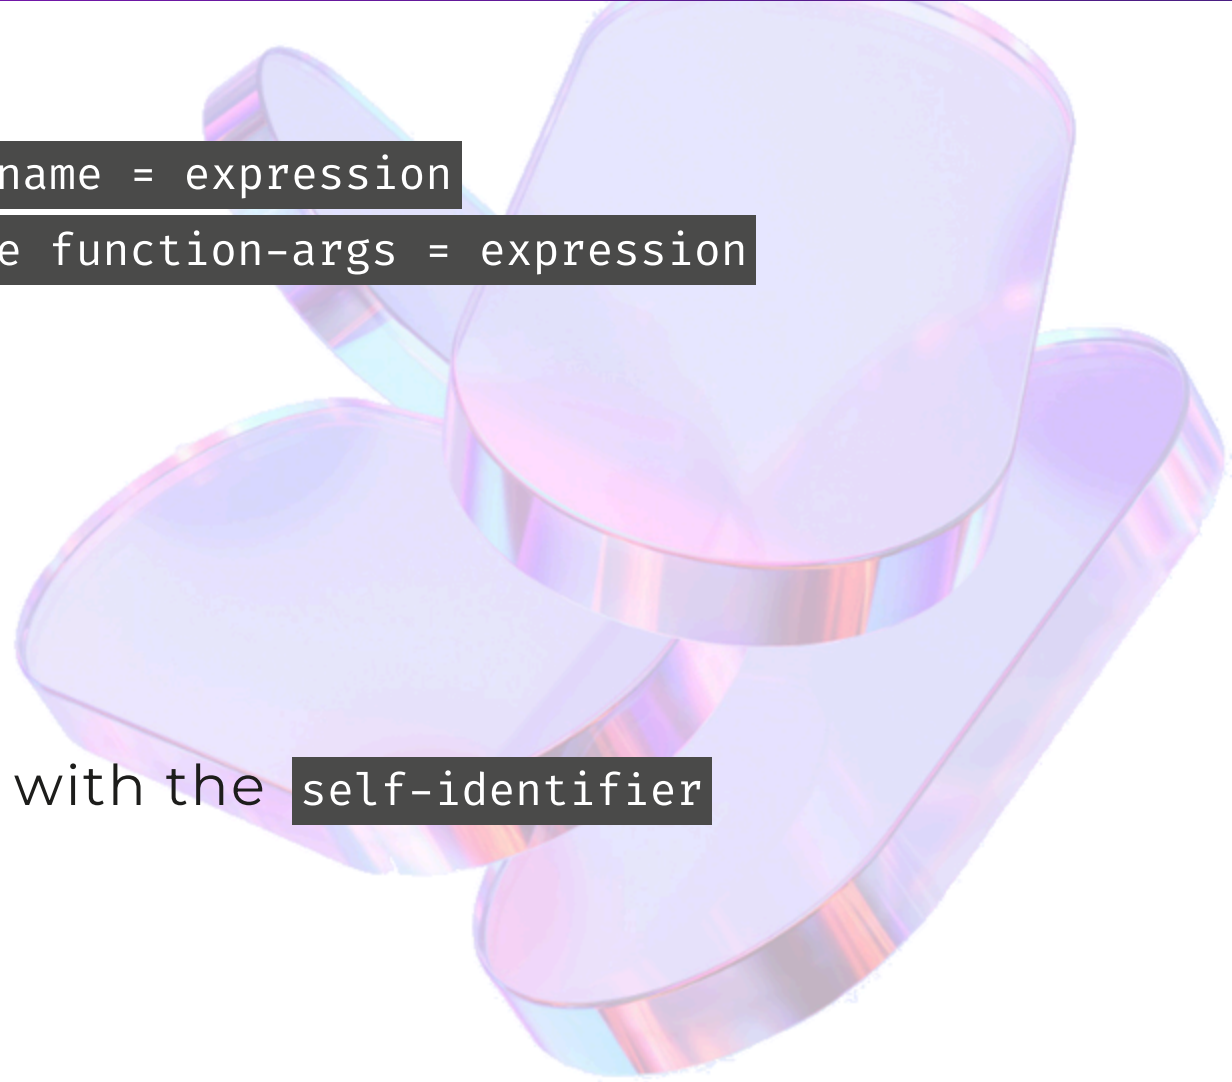 name = expression
e function-args = expression
with the self-identifier